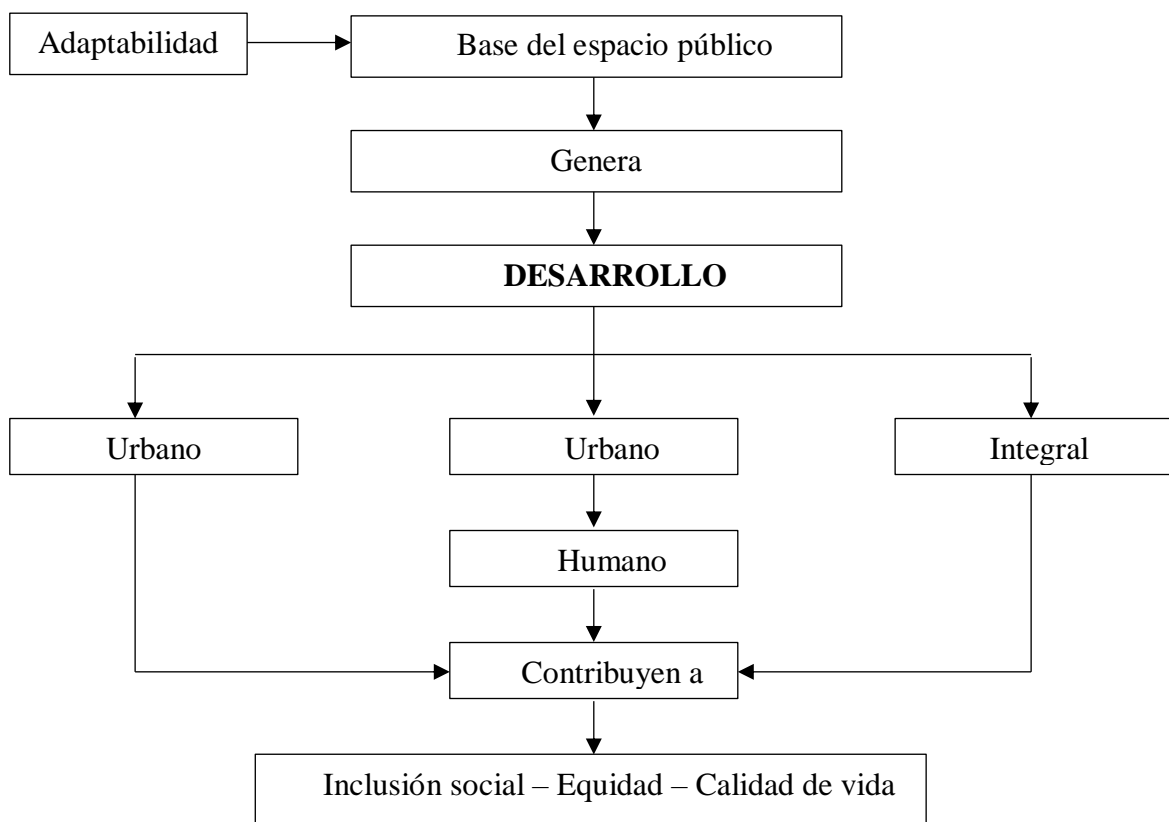 Adaptabilidad
Base del espacio público
Genera
DESARROLLO
Urbano
Urbano
Integral
Humano
Contribuyen a
Inclusión social – Equidad – Calidad de vida